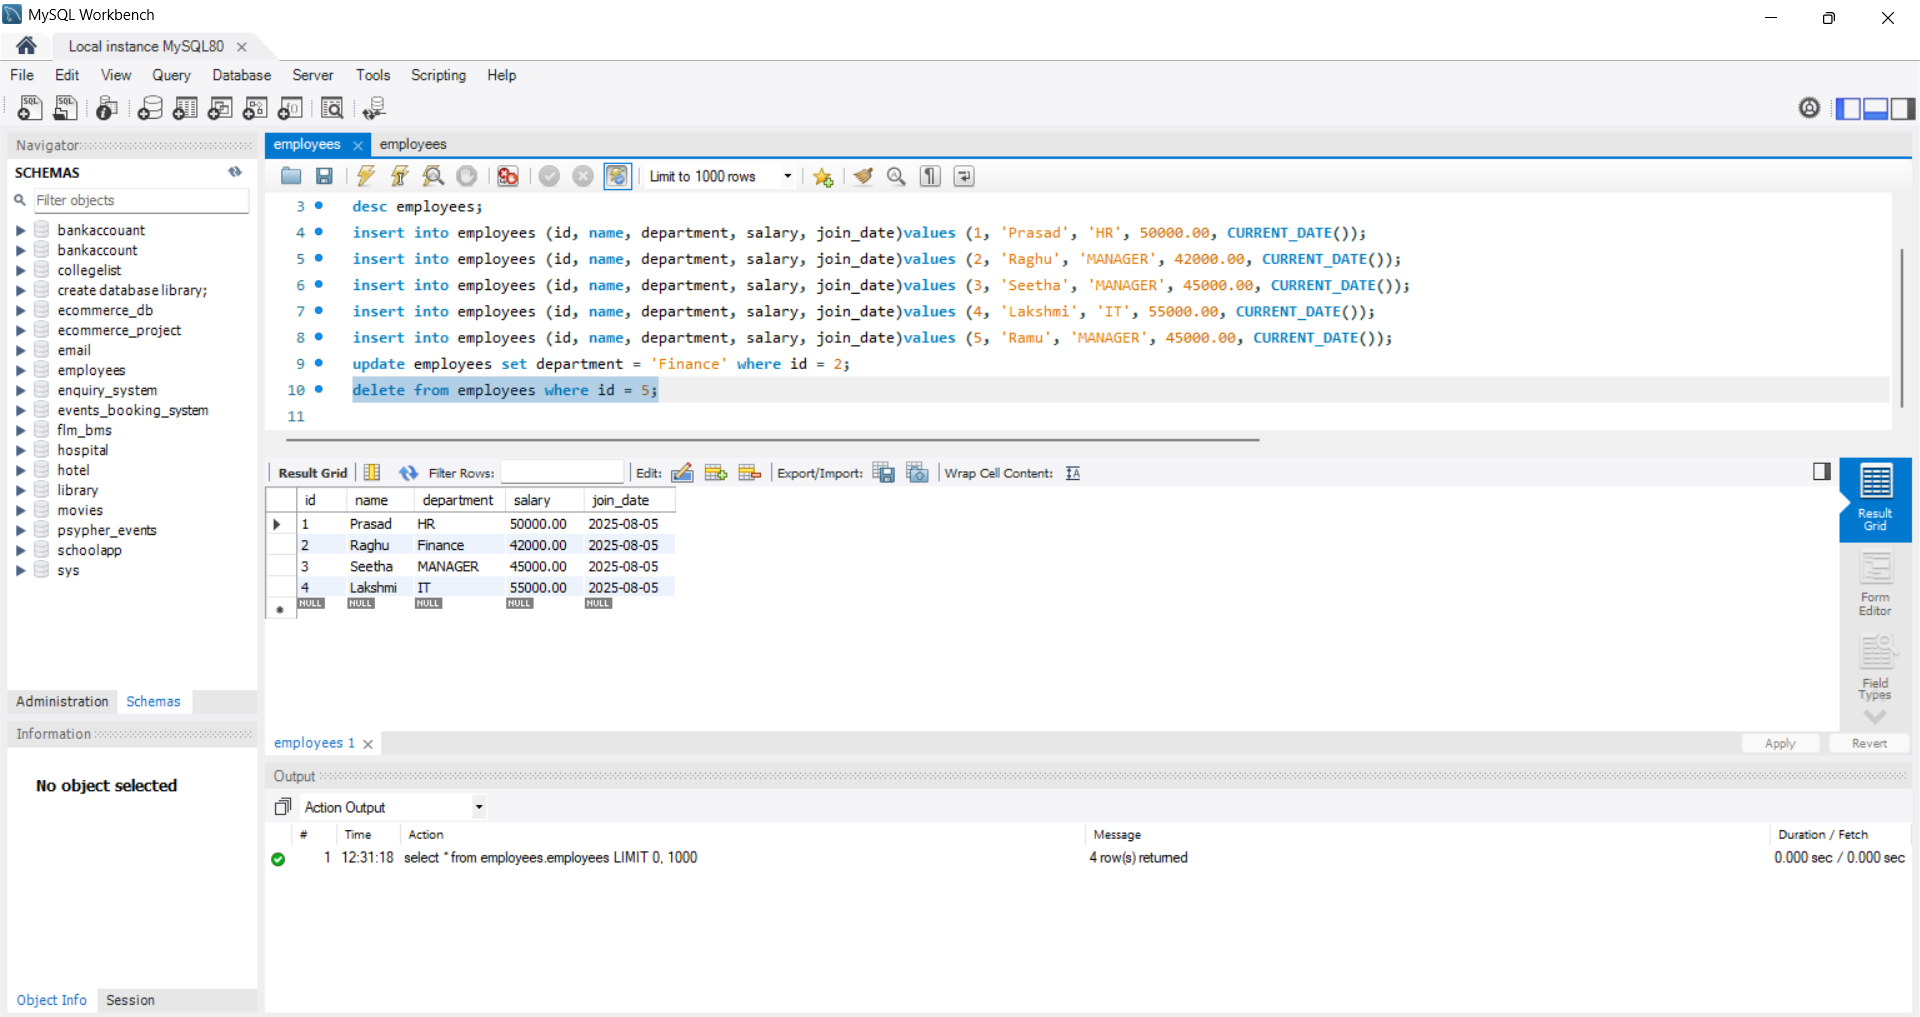 MySQL Workbench
Local instance MySQL80
File Edit View Query Database Server Tools Scripting Help
Navigator
SCHEMAS
Filter objects
bankaccouant
bankaccount
collegelist
create database library;
ecommerce_db
ecommerce_project
email
employees
enquiry_system
events_booking_system
flm_bms
hospital
hotel
library
movies
psypher_events
schoolapp
sys
Administration Schemas
Information
No object selected
Object Info Session
employees employees
Limit to 1000 rows
3 desc employees;
4 insert into employees (id, name, department, salary, join_date)values (1, 'Prasad', 'HR', 50000.00, CURRENT_DATE());
5 insert into employees (id, name, department, salary, join_date)values (2, 'Raghu', 'MANAGER', 42000.00, CURRENT_DATE());
6 insert into employees (id, name, department, salary, join_date)values (3, 'Seetha', 'MANAGER', 45000.00, CURRENT_DATE());
7 insert into employees (id, name, department, salary, join_date)values (4, 'Lakshmi', 'IT', 55000.00, CURRENT_DATE());
8 insert into employees (id, name, department, salary, join_date)values (5, 'Ramu', 'MANAGER', 45000.00, CURRENT_DATE());
9 update employees set department = 'Finance' where id = 2;
10 delete from employees where id = 5;
11
Result Grid Filter Rows: Edit: Export/Import: Wrap Cell Content:
id name department salary join_date
1 Prasad HR 50000.00 2025-08-05
2 Raghu Finance 42000.00 2025-08-05
3 Seetha MANAGER 45000.00 2025-08-05
4 Lakshmi IT 55000.00 2025-08-05
NULL NULL NULL NULL NULL
Result
Grid
Form
Editor
Field
Types
employees 1
Apply Revert
Output
Action Output
# Time Action Message Duration / Fetch
1 12:31:18 select * from employees.employees LIMIT 0, 1000 4 row(s) returned 0.000 sec / 0.000 sec